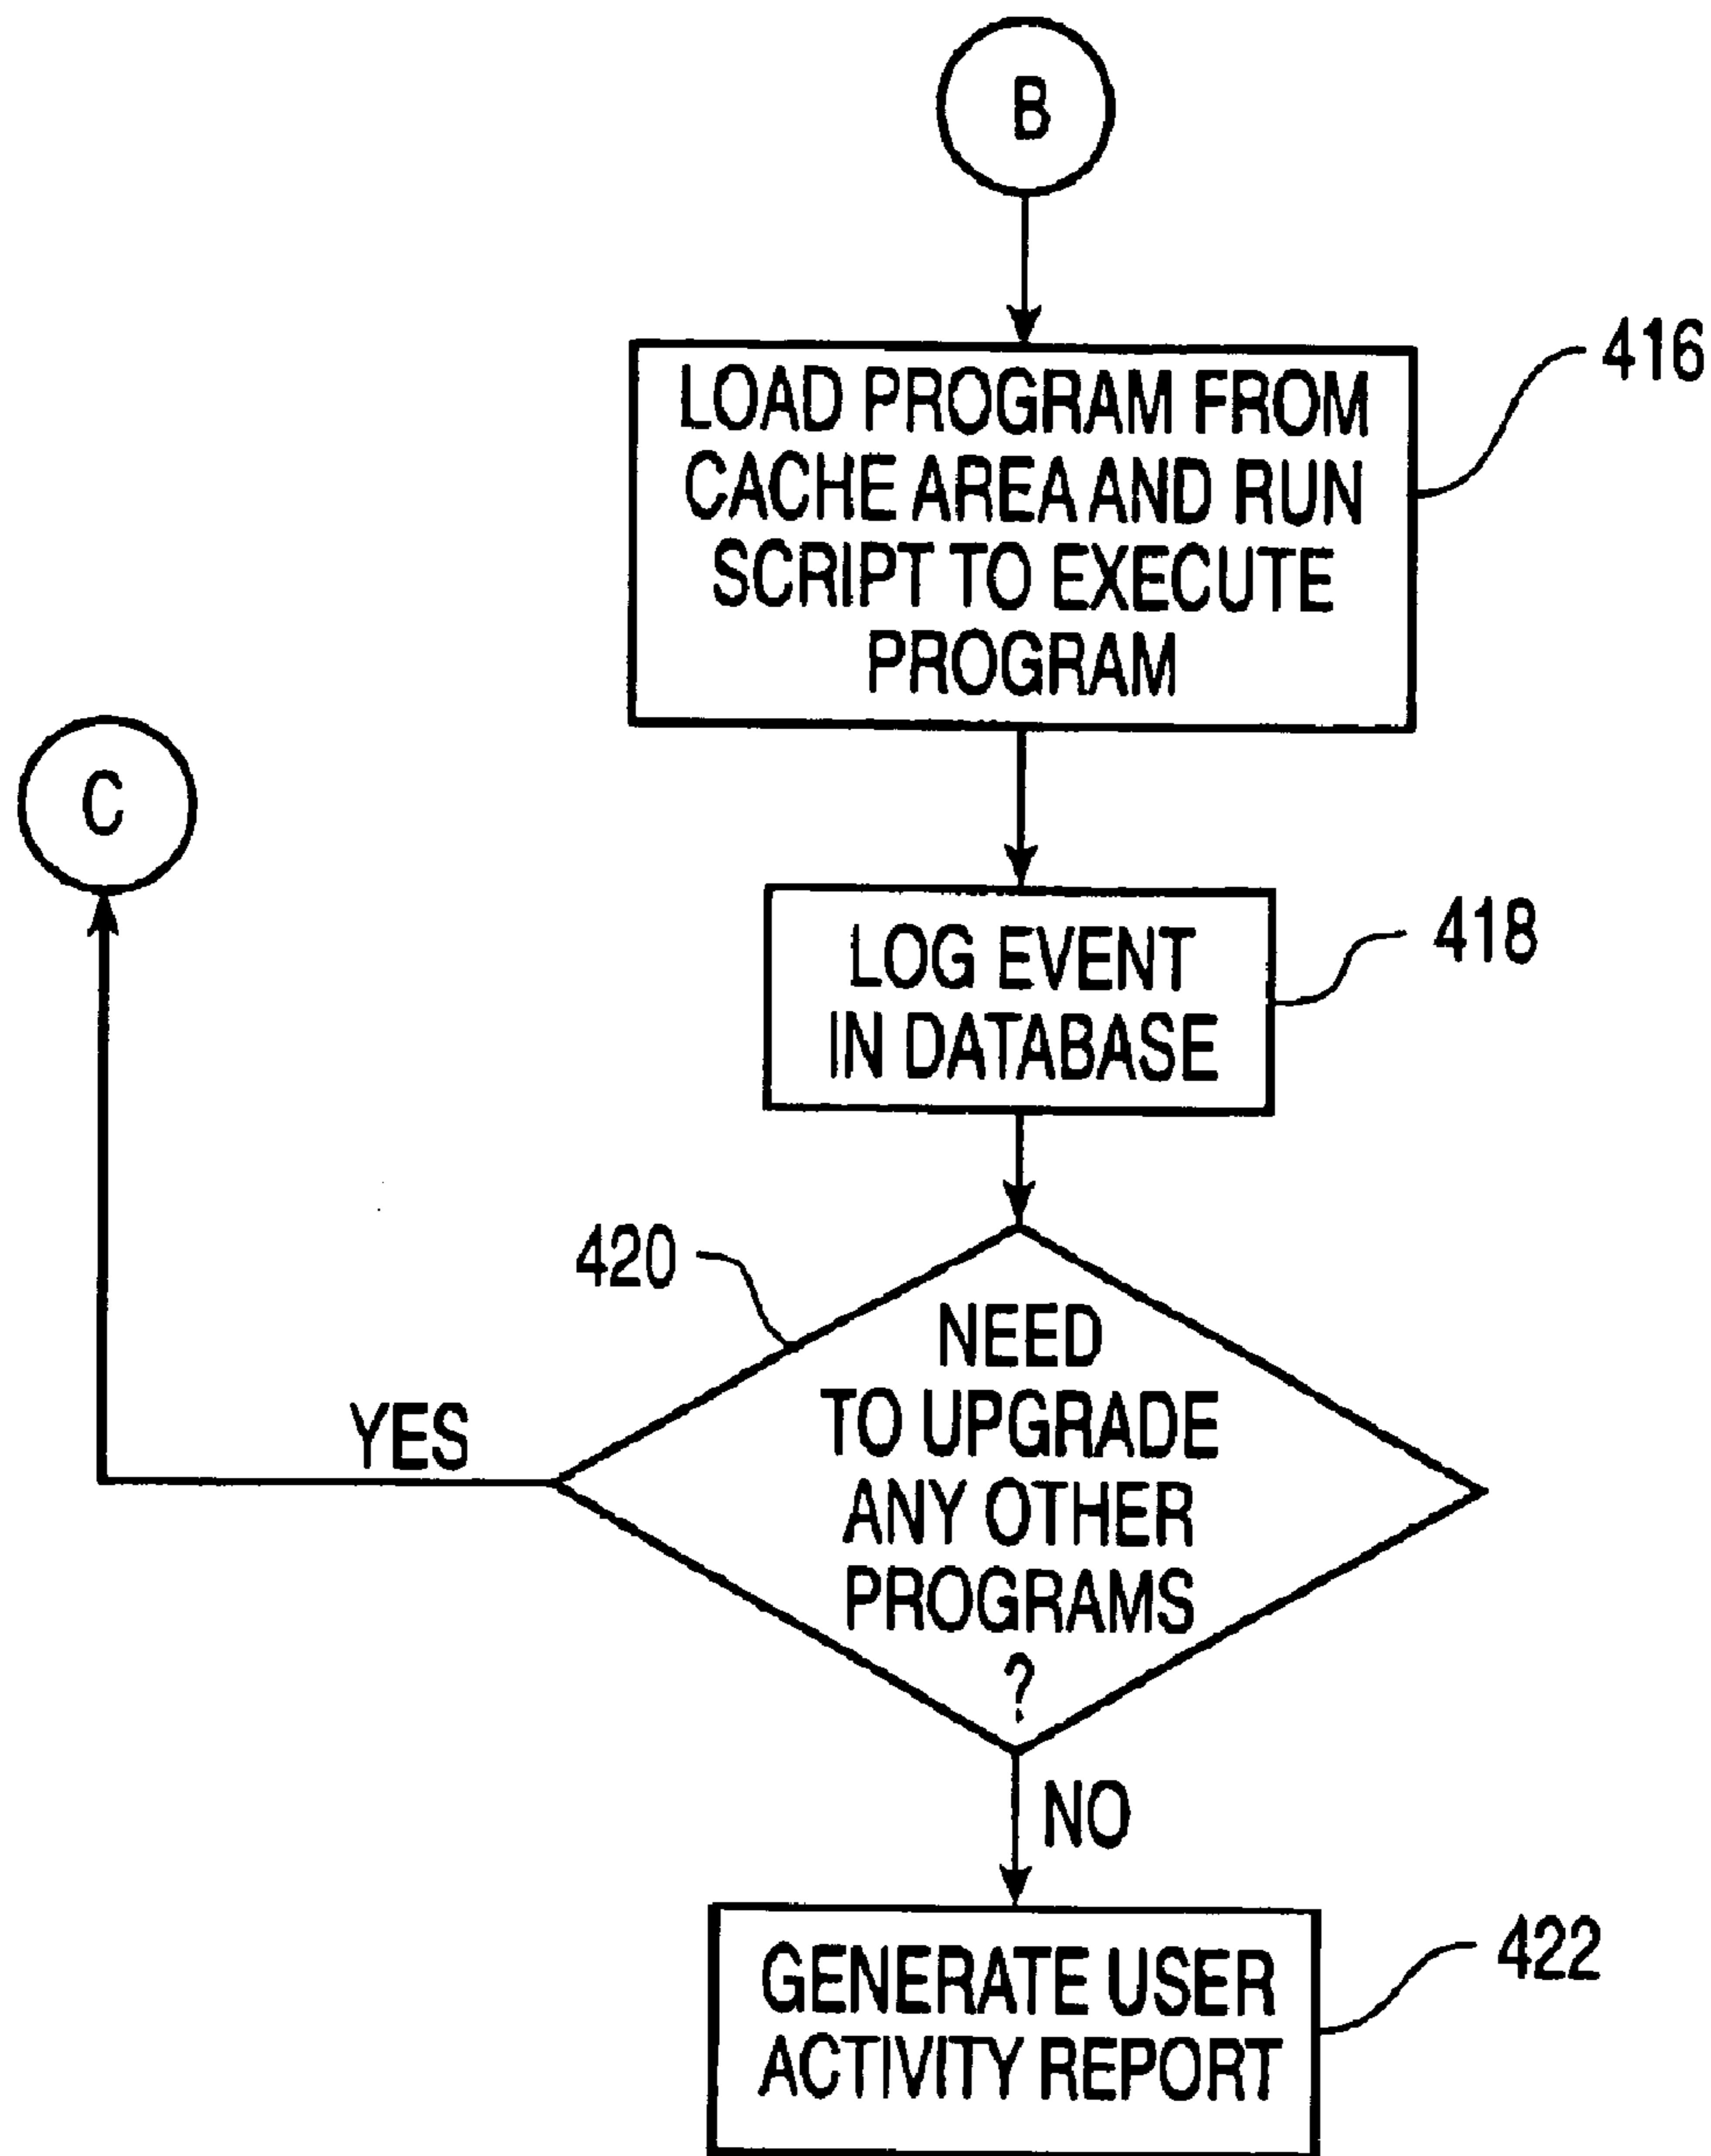 B
LOAD PROGRAM FROM
CACHE AREA AND RUN
SCRIPT TO EXECUTE
PROGRAM
416
C
LOG EVENT
IN DATABASE
418
420
NEED
TO UPGRADE
ANY OTHER
PROGRAMS
?
YES
NO
GENERATE USER
ACTIVITY REPORT
422